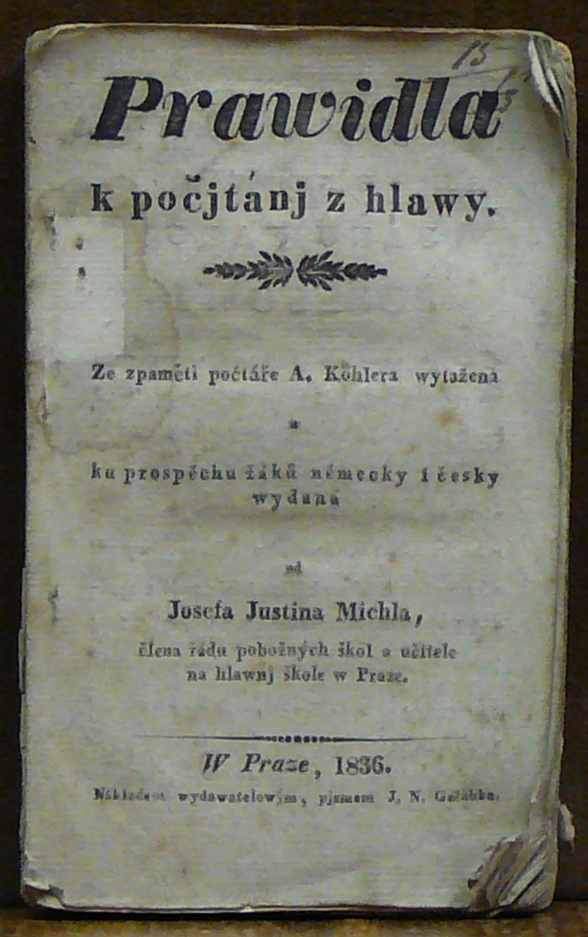 15
Prawidla
k počjtánj z hlawy.
Ze zpaměti počtáře A. Köhlera wytažena
a
ku prospěchu žáků německy i česky
wydaná
od
Josefa Justina Michla,
člena řádu pobožných škol a učitele
na hlawnj škole w Praze.
W Praze, 1836.
Nákladem wydawatelowým, pjsmem J. N.